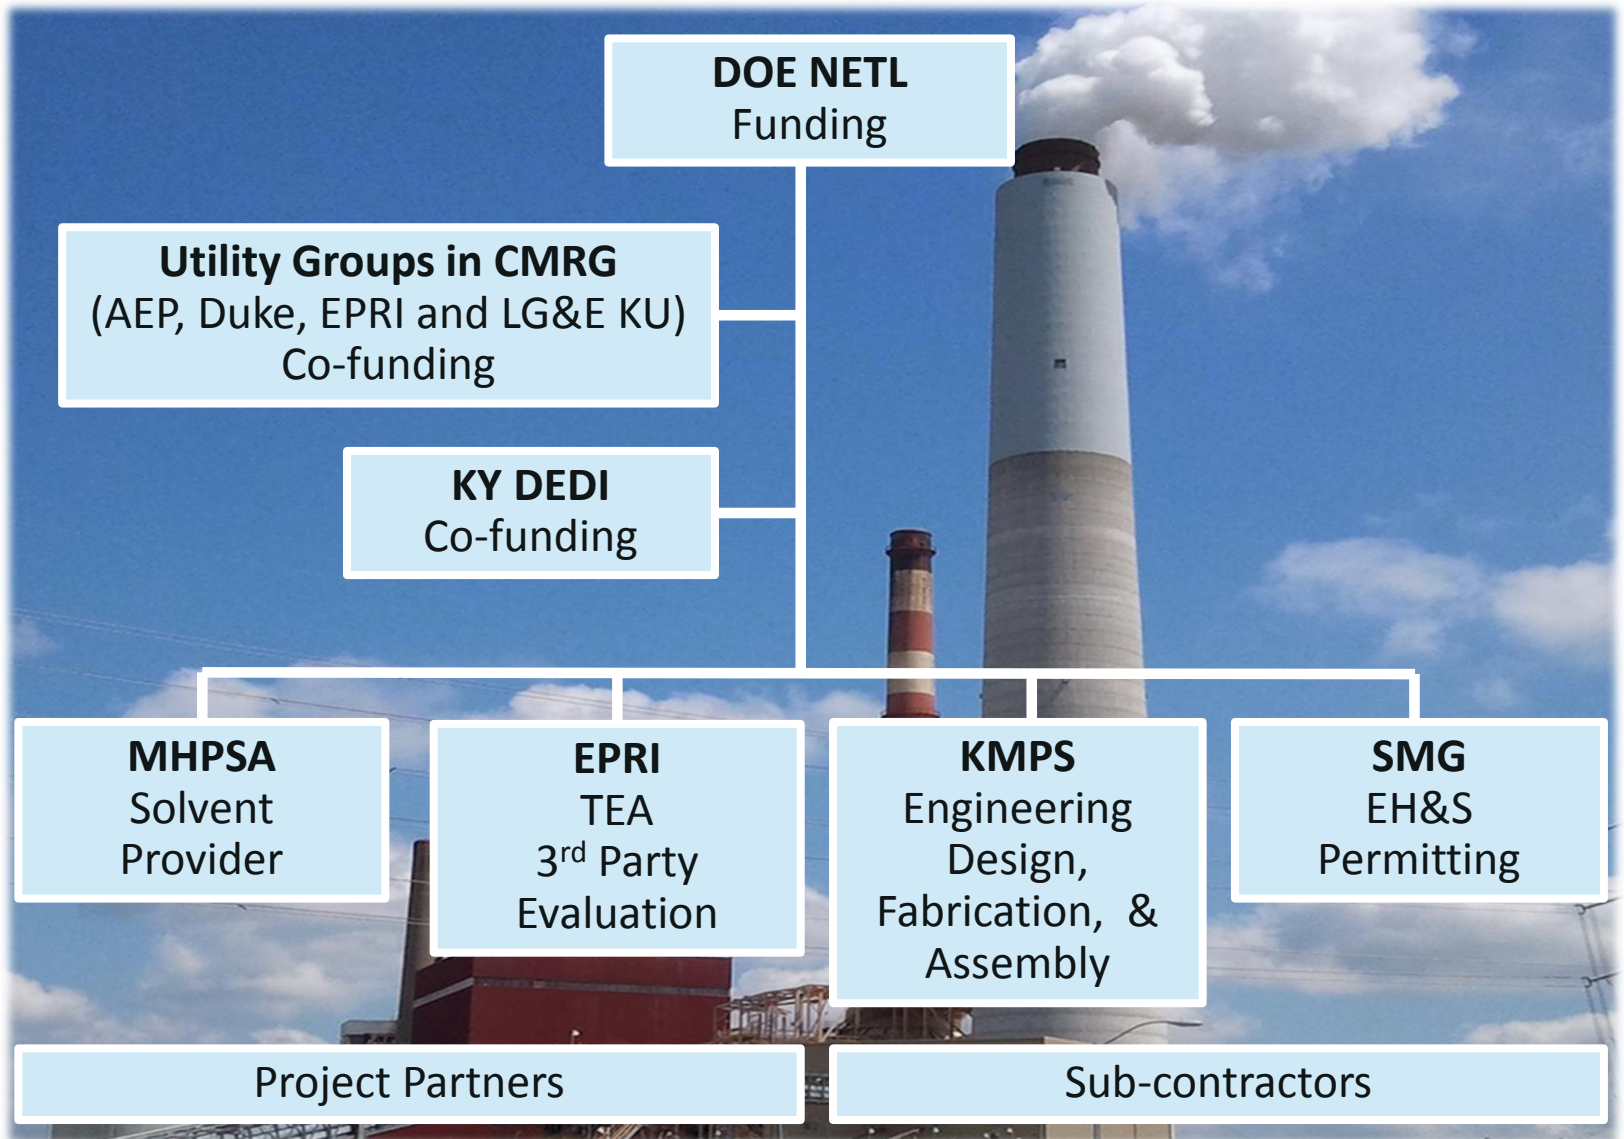 DOE NETL
Funding
Utility Groups in CMRG
(AEP, Duke, EPRI and LG&E KU)
Co-funding
KY DEDI
Co-funding
MHPSA
Solvent
Provider
EPRI
TEA
3rd Party
Evaluation
KMPS
Engineering
Design,
Fabrication, &
Assembly
SMG
EH&S
Permitting
Project Partners
Sub-contractors